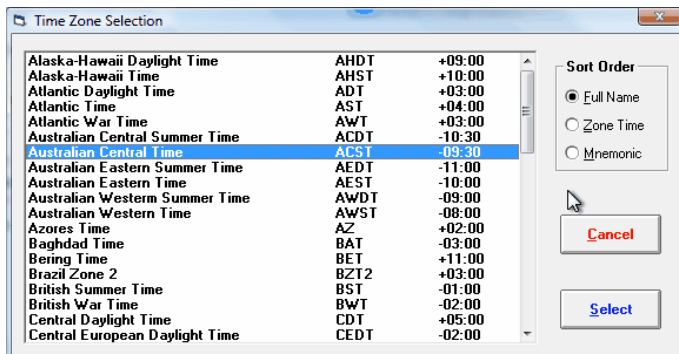 Time Zone Selection
Alaska-Hawaii Daylight Time AHDT +09:00
Alaska-Hawaii Time AHST +10:00
Atlantic Daylight Time ADT +03:00
Atlantic Time AST +04:00
Atlantic War Time AWT +03:00
Australian Central Summer Time ACDT -10:30
Australian Central Time ACST -09:30
Australian Eastern Summer Time AEDT -11:00
Australian Eastern Time AEST -10:00
Australian Westerm Summer Time AWDT -09:00
Australian Western Time AWST -08:00
Azores Time AZ +02:00
Baghdad Time BAT -03:00
Bering Time BET +11:00
Brazil Zone 2 BZT2 +03:00
British Summer Time BST -01:00
British War Time BWT -02:00
Central Daylight Time CDT +05:00
Central European Daylight Time CEDT -02:00
Sort Order
Full Name
Zone Time
Mnemonic
Cancel
Select